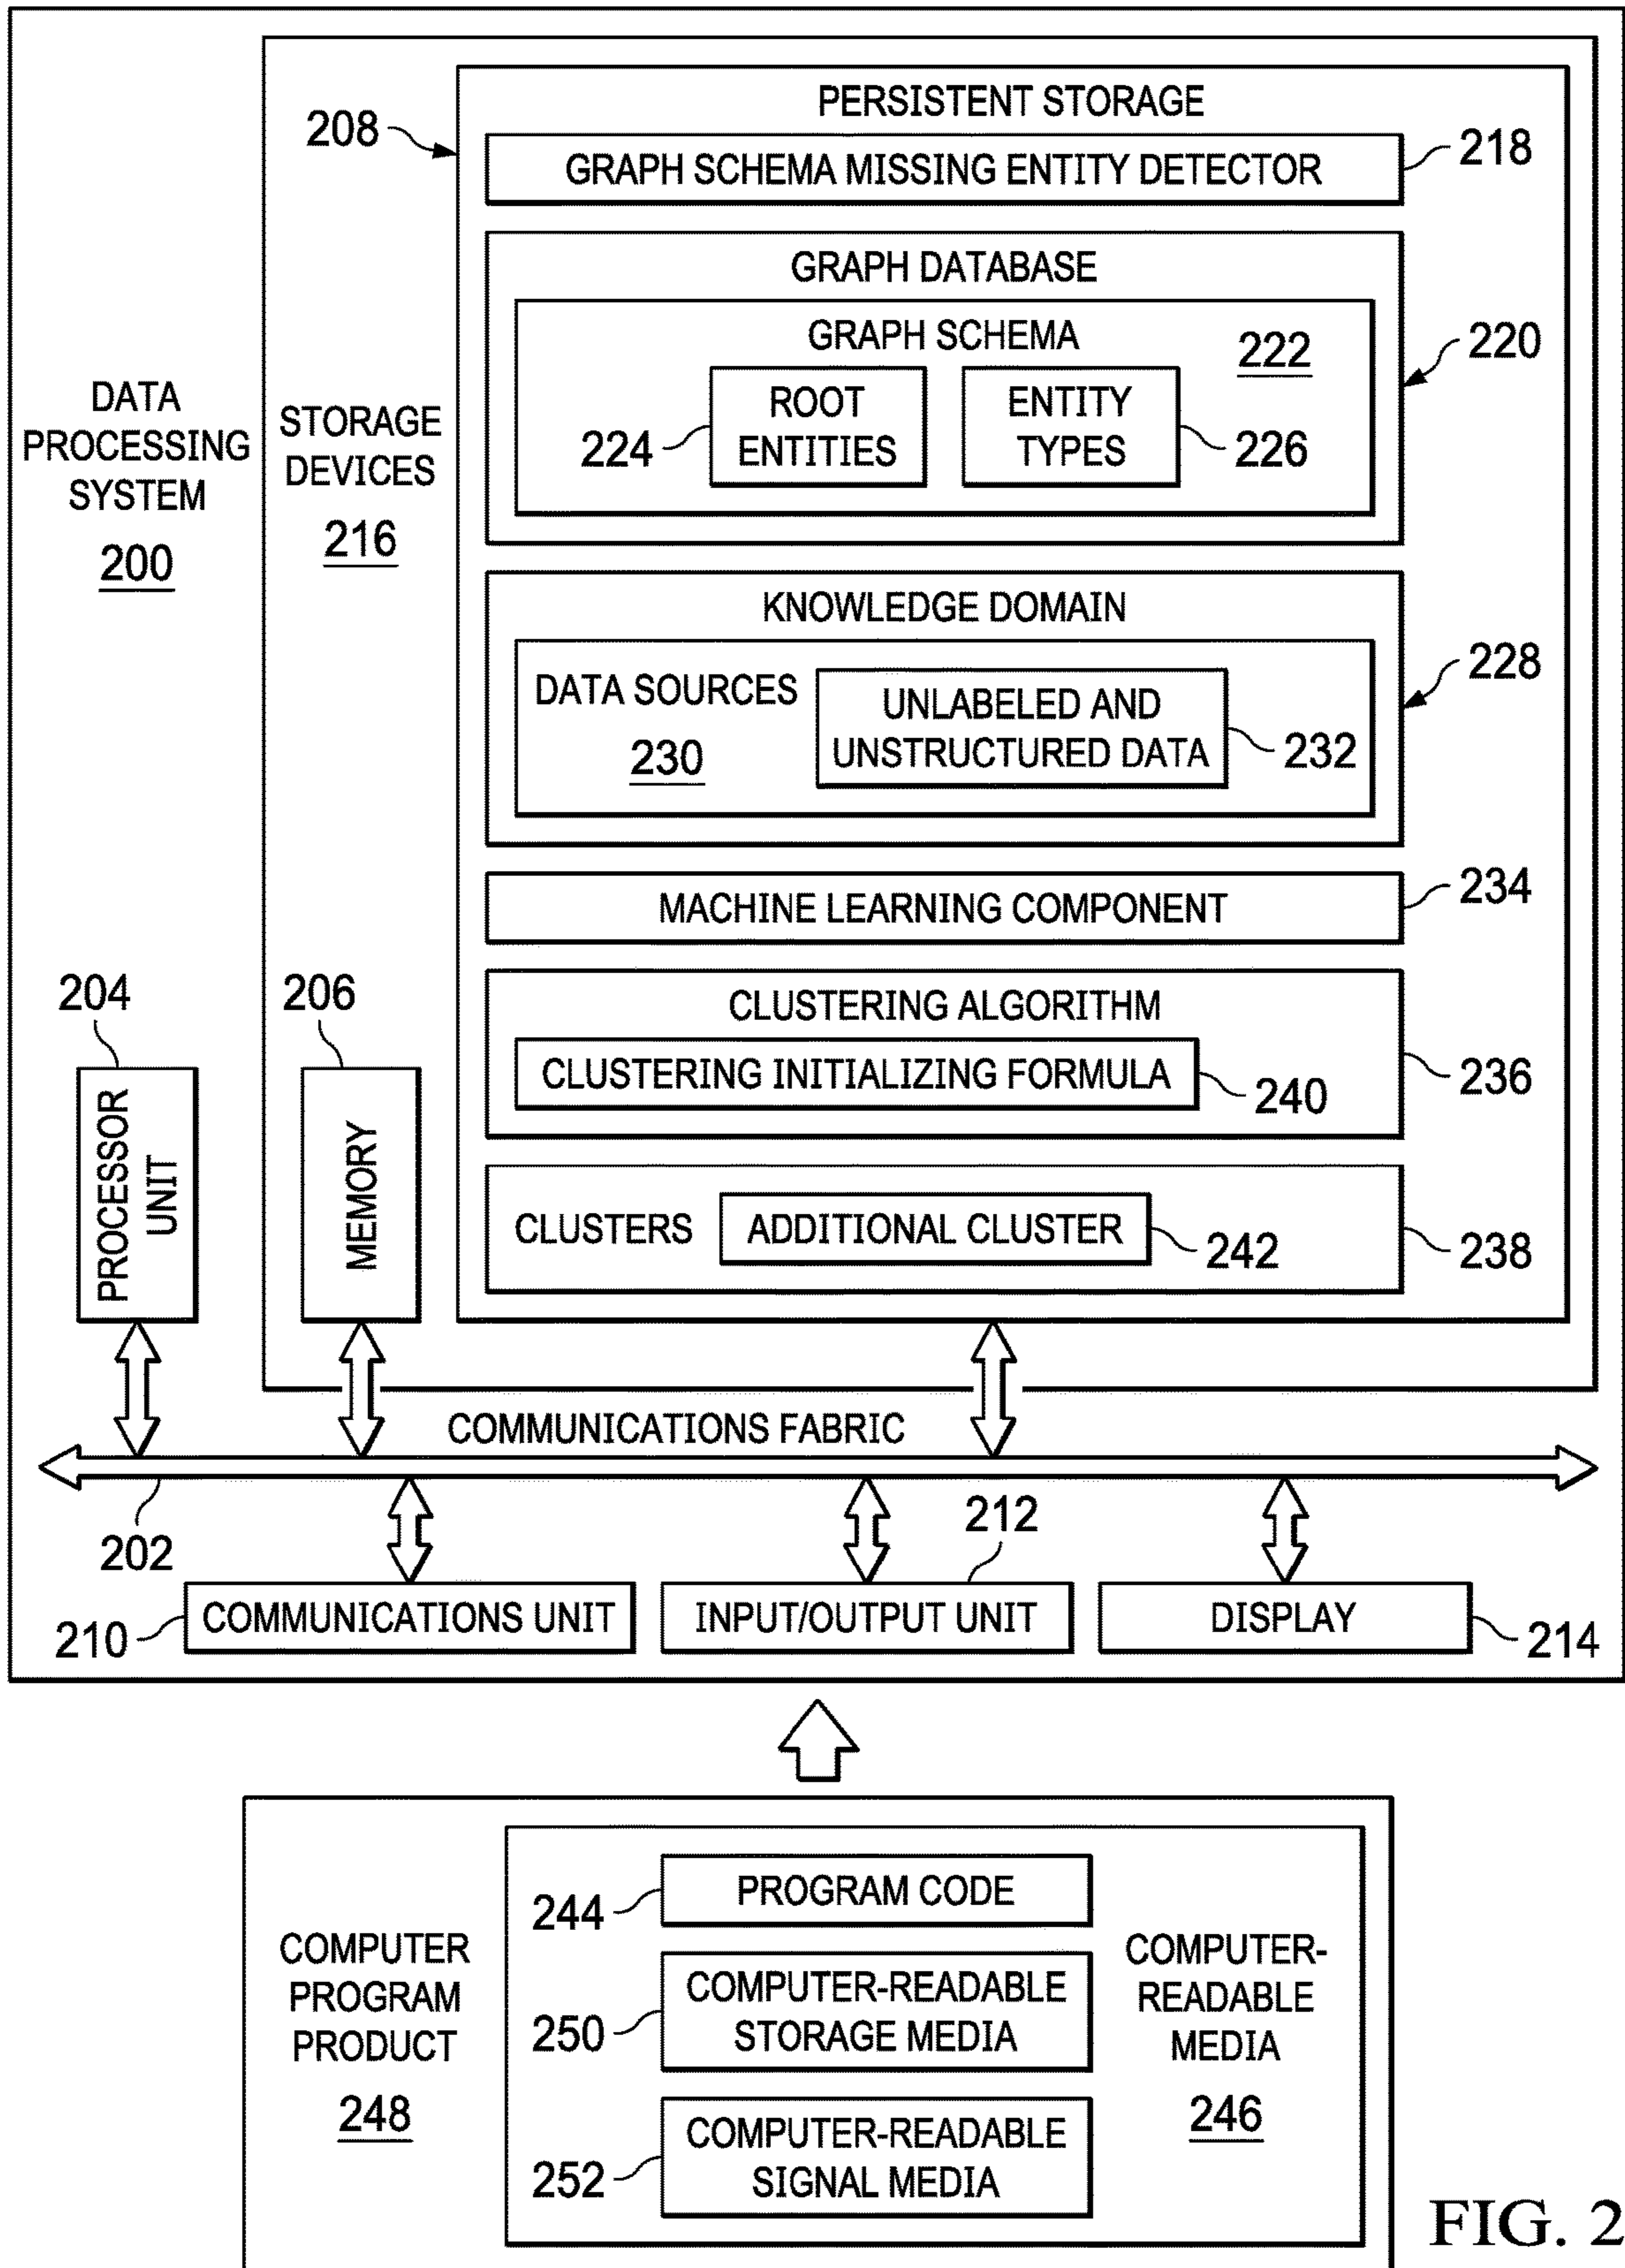 PERSISTENT STORAGE
208
GRAPH SCHEMA MISSING ENTITY DETECTOR
218
GRAPH DATABASE
GRAPH SCHEMA
222
220
ROOT
ENTITIES
224
ENTITY
TYPES
226
DATA
PROCESSING
SYSTEM
200
STORAGE
DEVICES
216
KNOWLEDGE DOMAIN
228
DATA SOURCES
230
UNLABELED AND
UNSTRUCTURED DATA
232
MACHINE LEARNING COMPONENT
234
CLUSTERING ALGORITHM
CLUSTERING INITIALIZING FORMULA
240
236
CLUSTERS
ADDITIONAL CLUSTER
242
238
204
PROCESSOR
UNIT
206
MEMORY
COMMUNICATIONS FABRIC
202
212
210
COMMUNICATIONS UNIT
INPUT/OUTPUT UNIT
DISPLAY
214
COMPUTER
PROGRAM
PRODUCT
248
244
PROGRAM CODE
250
COMPUTER-READABLE
STORAGE MEDIA
252
COMPUTER-READABLE
SIGNAL MEDIA
COMPUTER-
READABLE
MEDIA
246
FIG. 2